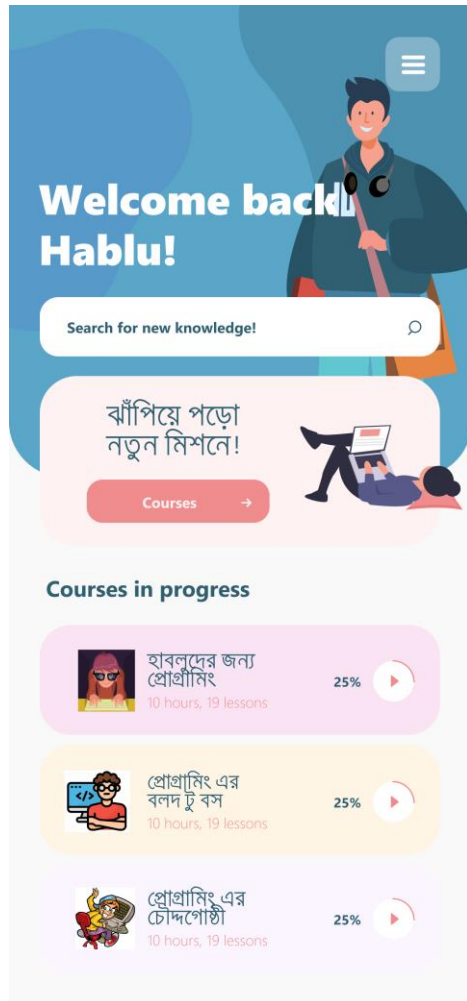 Welcome back
Hablu!
Search for new knowledge!
ঝাঁপিয়ে পড়ো
নতুন মিশনে!
Courses →
Courses in progress
হাবলুদের জন্য
প্রোগ্রামিং
10 hours, 19 lessons
25%
প্রোগ্রামিং এর
বলদ টু বস
10 hours, 19 lessons
25%
প্রোগ্রামিং এর
চৌদ্দগোষ্ঠী
10 hours, 19 lessons
25%